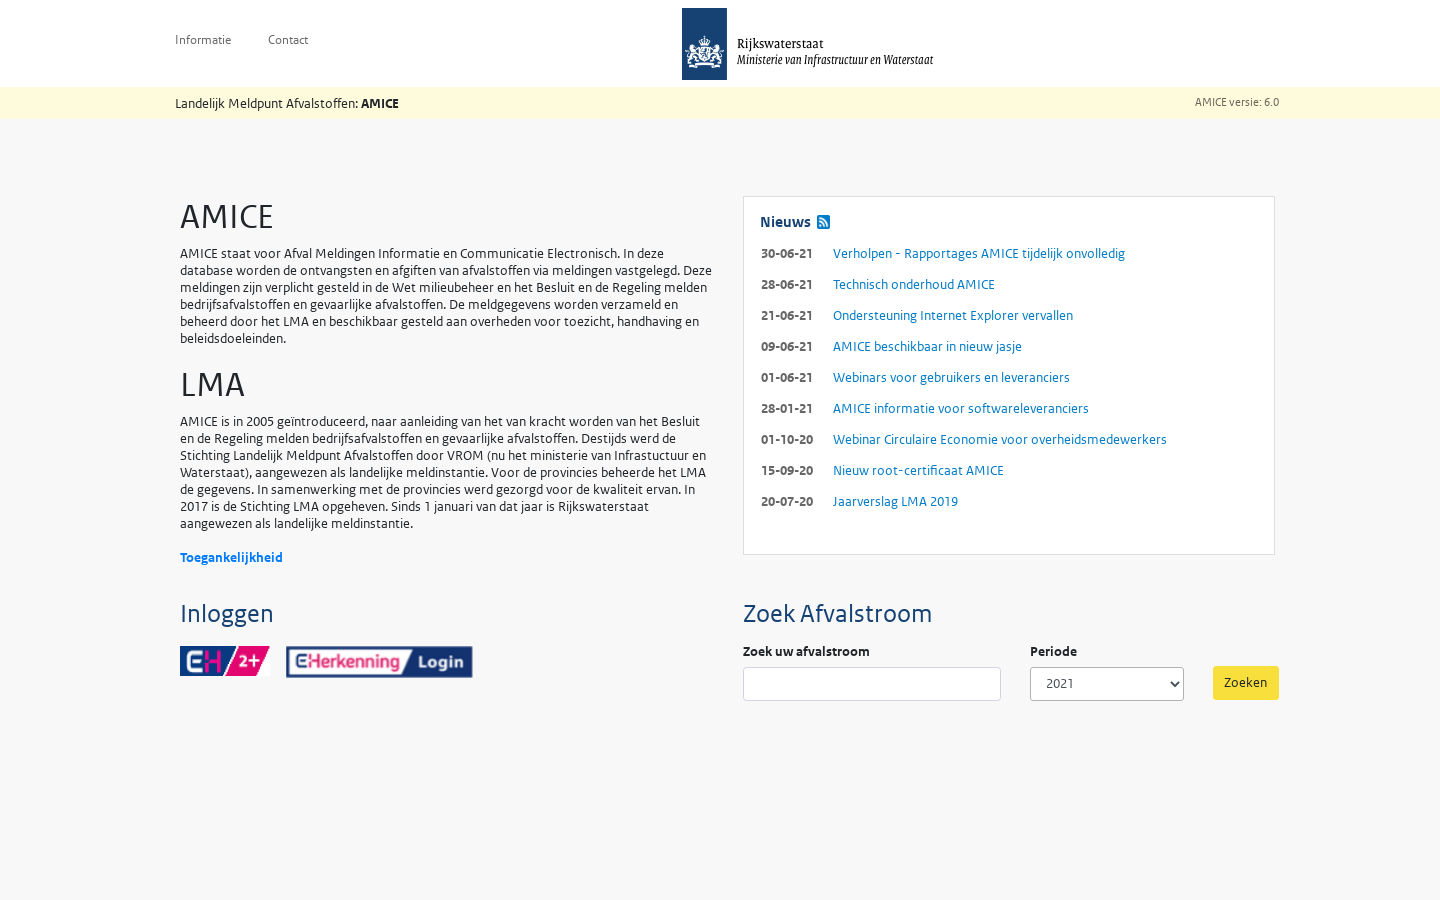 Informatie
Contact
Rijkswaterstaat
Ministerie van Infrastructuur en Waterstaat
Landelijk Meldpunt Afvalstoffen: AMICE
AMICE versie: 6.0
AMICE
AMICE staat voor Afval Meldingen Informatie en Communicatie Electronisch. In deze
database worden de ontvangsten en afgiften van afvalstoffen via meldingen vastgelegd. Deze
meldingen zijn verplicht gesteld in de Wet milieubeheer en het Besluit en de Regeling melden
bedrijfsafvalstoffen en gevaarlijke afvalstoffen. De meldgegevens worden verzameld en
beheerd door het LMA en beschikbaar gesteld aan overheden voor toezicht, handhaving en
beleidsdoeleinden.
LMA
AMICE is in 2005 geïntroduceerd, naar aanleiding van het van kracht worden van het Besluit
en de Regeling melden bedrijfsafvalstoffen en gevaarlijke afvalstoffen. Destijds werd de
Stichting Landelijk Meldpunt Afvalstoffen door VROM (nu het ministerie van Infrastuctuur en
Waterstaat), aangewezen als landelijke meldinstantie. Voor de provincies beheerde het LMA
de gegevens. In samenwerking met de provincies werd gezorgd voor de kwaliteit ervan. In
2017 is de Stichting LMA opgeheven. Sinds 1 januari van dat jaar is Rijkswaterstaat
aangewezen als landelijke meldinstantie.
Toegankelijkheid
Nieuws
30-06-21 Verholpen - Rapportages AMICE tijdelijk onvolledig
28-06-21 Technisch onderhoud AMICE
21-06-21 Ondersteuning Internet Explorer vervallen
09-06-21 AMICE beschikbaar in nieuw jasje
01-06-21 Webinars voor gebruikers en leveranciers
28-01-21 AMICE informatie voor softwareleveranciers
01-10-20 Webinar Circulaire Economie voor overheidsmedewerkers
15-09-20 Nieuw root-certificaat AMICE
20-07-20 Jaarverslag LMA 2019
Inloggen
EH 2+
EHerkenning Login
Zoek Afvalstroom
Zoek uw afvalstroom
Periode
2021
Zoeken